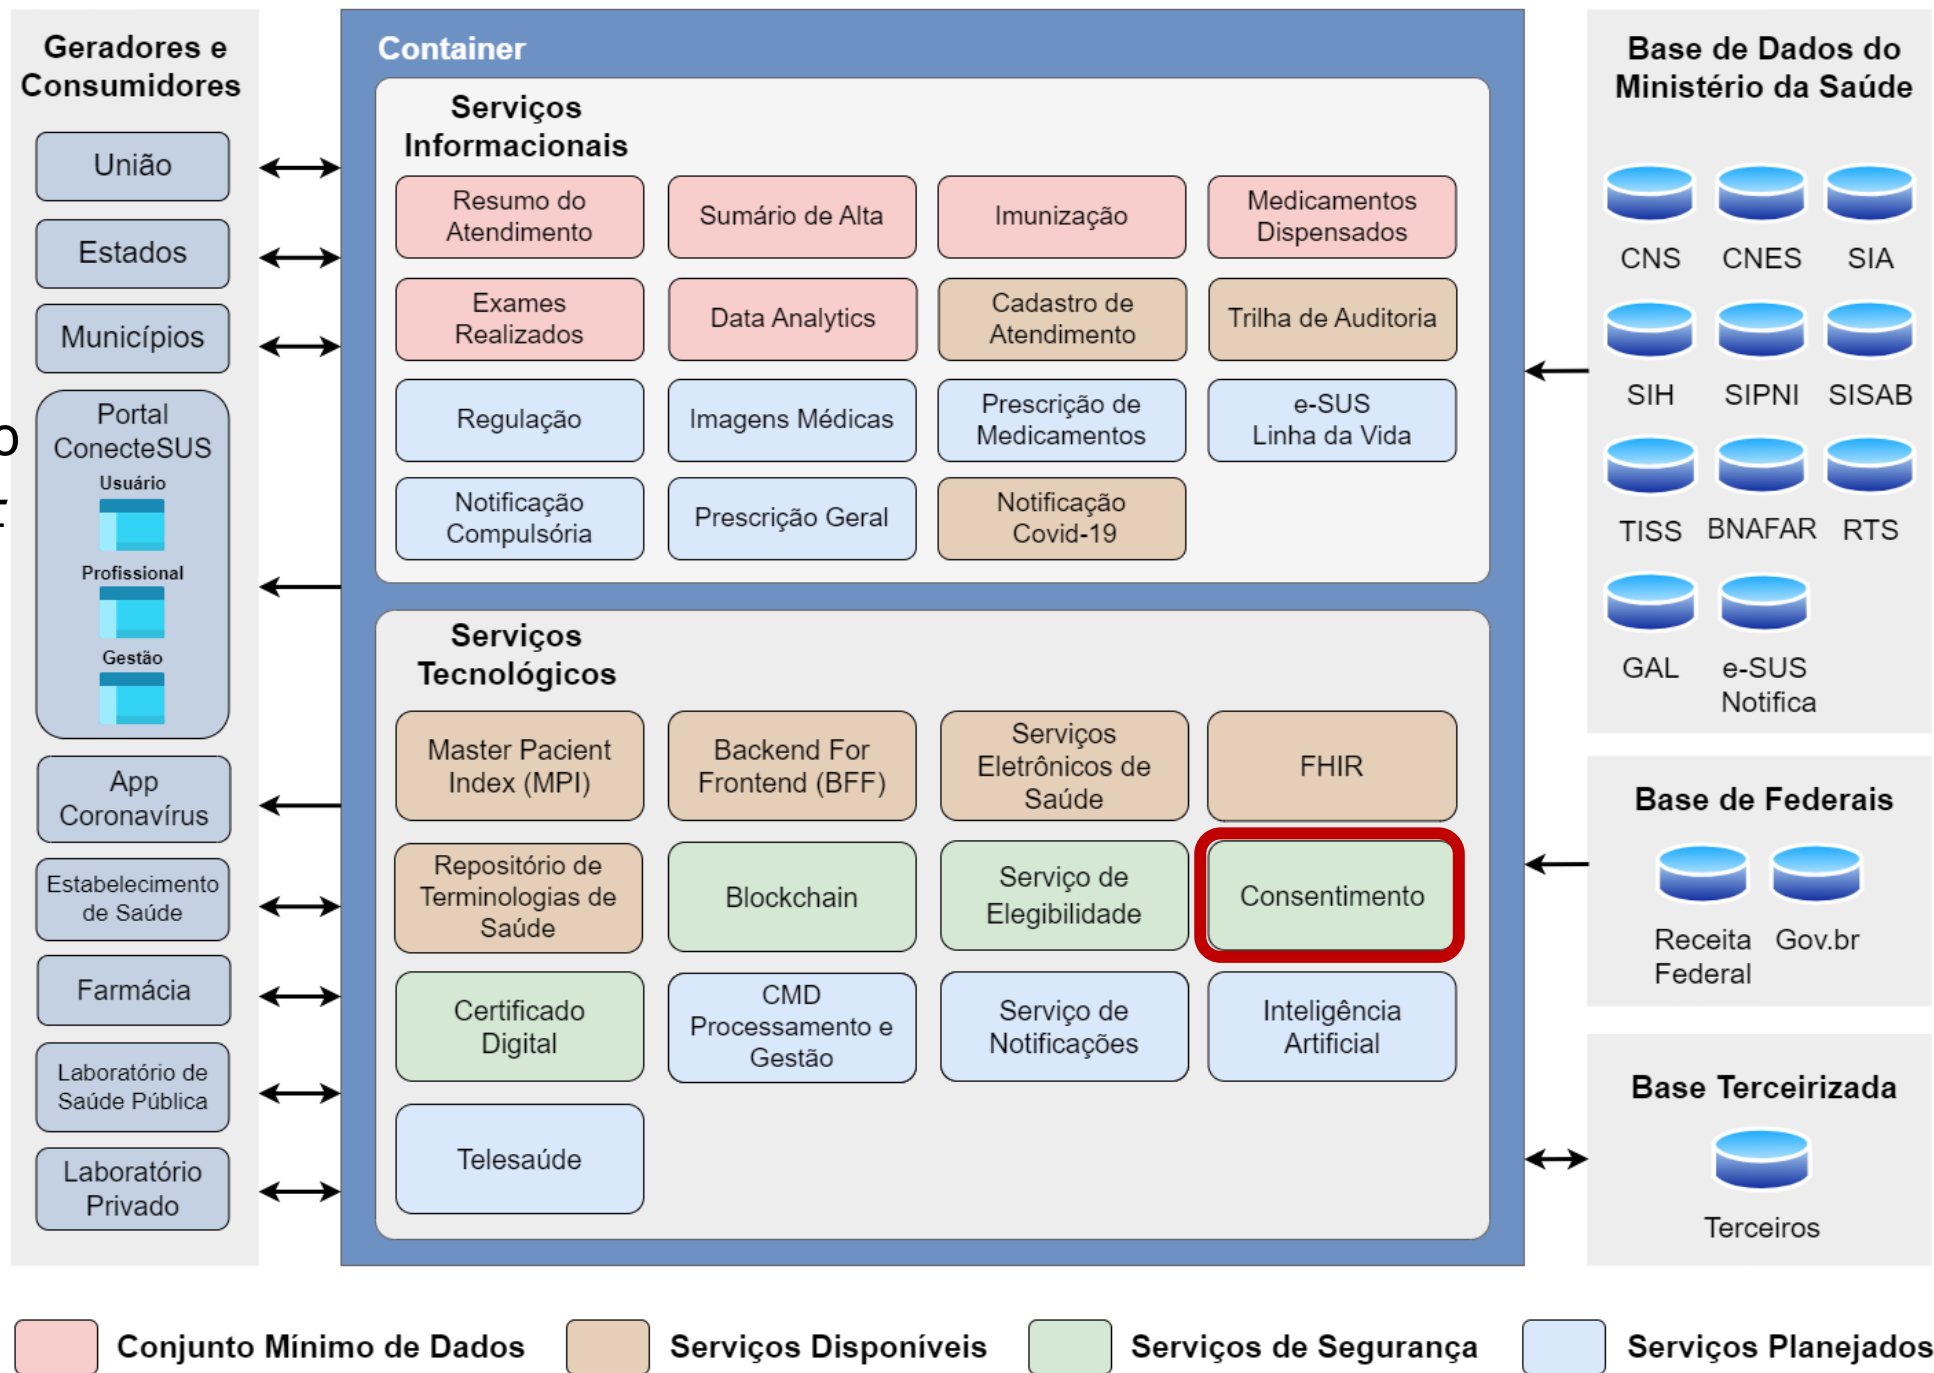 Geradores e
Consumidores
União
Estados
Municípios
Portal
ConecteSUS
Usuário
Profissional
Gestão
App
Coronavírus
Estabelecimento
de Saúde
Farmácia
Laboratório de
Saúde Pública
Laboratório
Privado
Container
Serviços
Informacionais
Resumo do
Atendimento
Sumário de Alta
Imunização
Medicamentos
Dispensados
Exames
Realizados
Data Analytics
Cadastro de
Atendimento
Trilha de Auditoria
Regulação
Imagens Médicas
Prescrição de
Medicamentos
e-SUS
Linha da Vida
Notificação
Compulsória
Prescrição Geral
Notificação
Covid-19
Serviços
Tecnológicos
Master Pacient
Index (MPI)
Backend For
Frontend (BFF)
Serviços
Eletrônicos de
Saúde
FHIR
Repositório de
Terminologias de
Saúde
Blockchain
Serviço de
Elegibilidade
Consentimento
Certificado
Digital
CMD
Processamento e
Gestão
Serviço de
Notificações
Inteligência
Artificial
Telesaúde
Base de Dados do
Ministério da Saúde
CNS
CNES
SIA
SIH
SIPNI
SISAB
TISS
BNAFAR
RTS
GAL
e-SUS
Notifica
Base de Federais
Receita
Federal
Gov.br
Base Terceirizada
Terceiros
Conjunto Mínimo de Dados
Serviços Disponíveis
Serviços de Segurança
Serviços Planejados